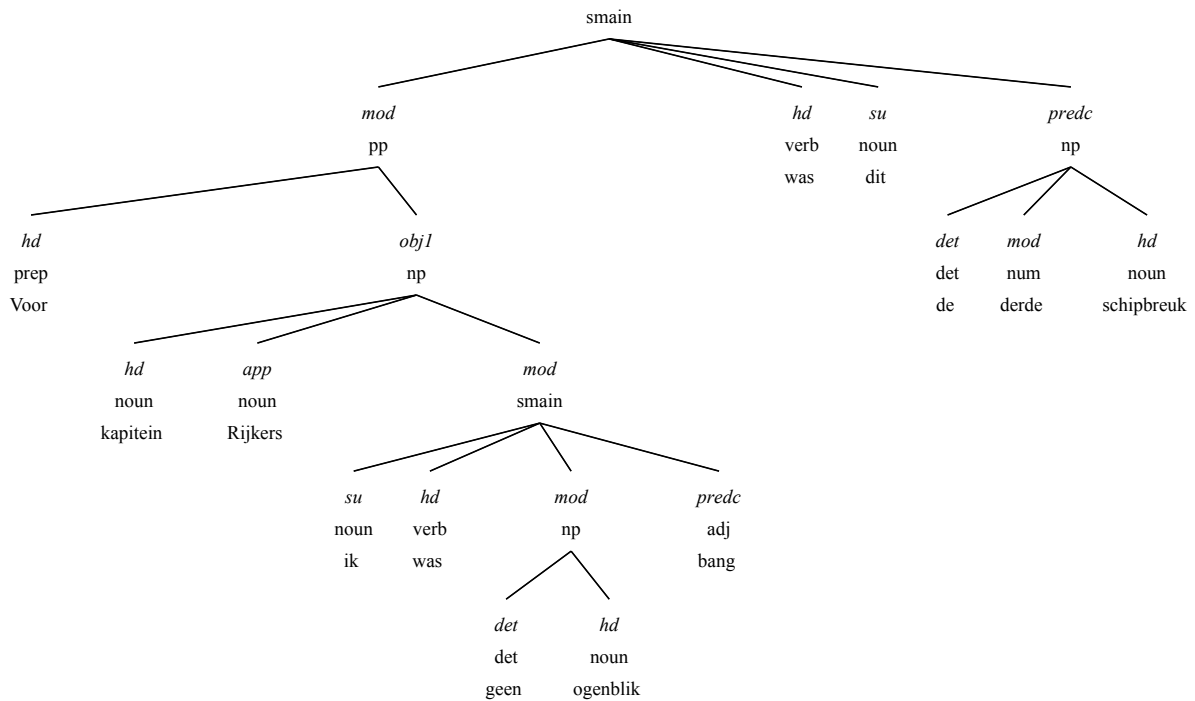 smain
mod hd su predc
pp verb noun np
was dit
hd obj1 det mod hd
prep np det num noun
Voor de derde schipbreuk
hd app mod
noun noun smain
kapitein Rijkers
su hd mod predc
noun verb np adj
ik was bang
det hd
det noun
geen ogenblik